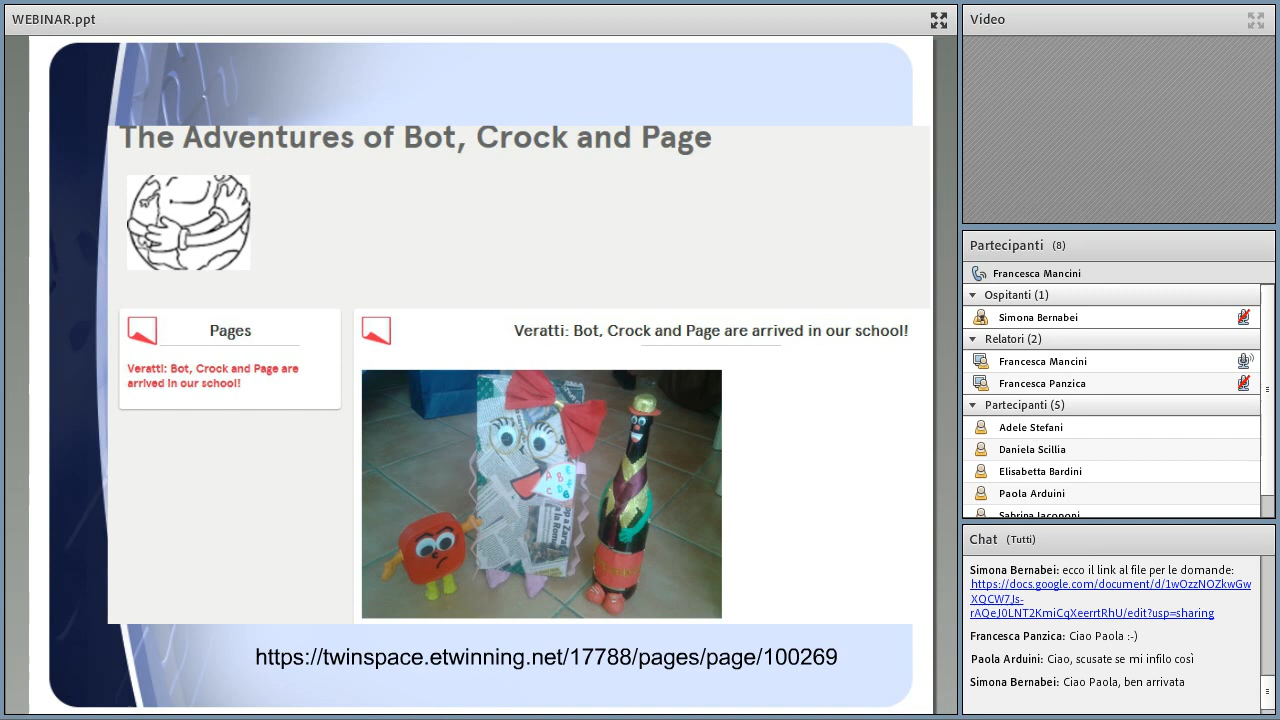 WEBINAR.ppt
The Adventures of Bot, Crock and Page
Pages
Veratti: Bot, Crock and Page are
arrived in our school!
Veratti: Bot, Crock and Page are arrived in our school!
https://twinspace.etwinning.net/17788/pages/page/100269
Video
Partecipanti (8)
Francesca Mancini
Ospitanti (1)
Simona Bernabei
Relatori (2)
Francesca Mancini
Francesca Panzica
Partecipanti (5)
Adele Stefani
Daniela Scillia
Elisabetta Bardini
Paola Arduini
Chat (Tutti)
Simona Bernabei: ecco il link al file per le domande:
https://docs.google.com/document/d/1wOzzNOZkwGw
XQCW7Js-
rAQeJ0LNT2KmiCqXeerrtRhU/edit?usp=sharing
Francesca Panzica: Ciao Paola :-)
Paola Arduini: Ciao, scusate se mi infilo così
Simona Bernabei: Ciao Paola, ben arrivata